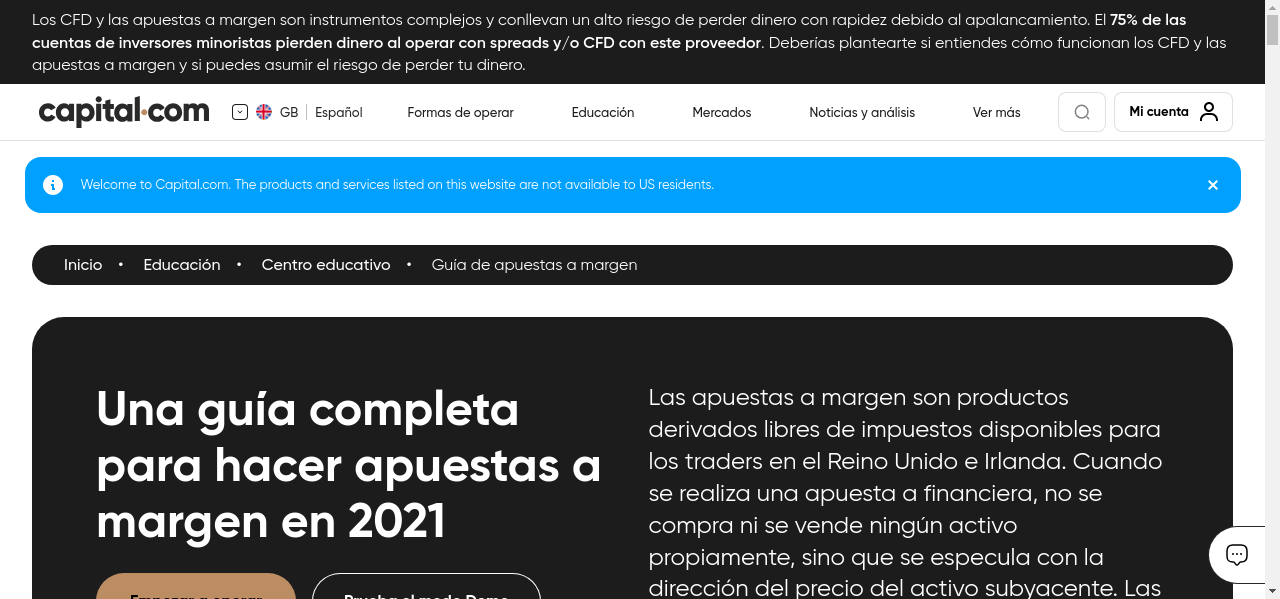 Los CFD y las apuestas a margen son instrumentos complejos y conllevan un alto riesgo de perder dinero con rapidez debido al apalancamiento. El 75% de las
cuentas de inversores minoristas pierden dinero al operar con spreads y/o CFD con este proveedor. Deberías plantearte si entiendes cómo funcionan los CFD y las
apuestas a margen y si puedes asumir el riesgo de perder tu dinero.
capital.com GB Español Formas de operar Educación Mercados Noticias y análisis Ver más Mi cuenta
Welcome to Capital.com. The products and services listed on this website are not available to US residents.
Inicio • Educación • Centro educativo • Guía de apuestas a margen
Una guía completa
para hacer apuestas a
margen en 2021
Empezar a operar Prueba el modo Demo
Las apuestas a margen son productos
derivados libres de impuestos disponibles para
los traders en el Reino Unido e Irlanda. Cuando
se realiza una apuesta a financiera, no se
compra ni se vende ningún activo
propiamente, sino que se especula con la
dirección del precio del activo subyacente. Las